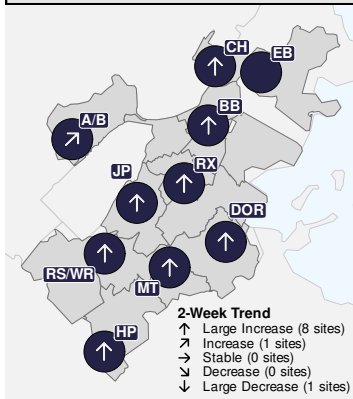 CH
EB
A/B
BB
JP
RX
DOR
RS/WR
MT
HP
2-Week Trend
↑ Large Increase (8 sites)
↗ Increase (1 sites)
→ Stable (0 sites)
↘ Decrease (0 sites)
↓ Large Decrease (1 sites)